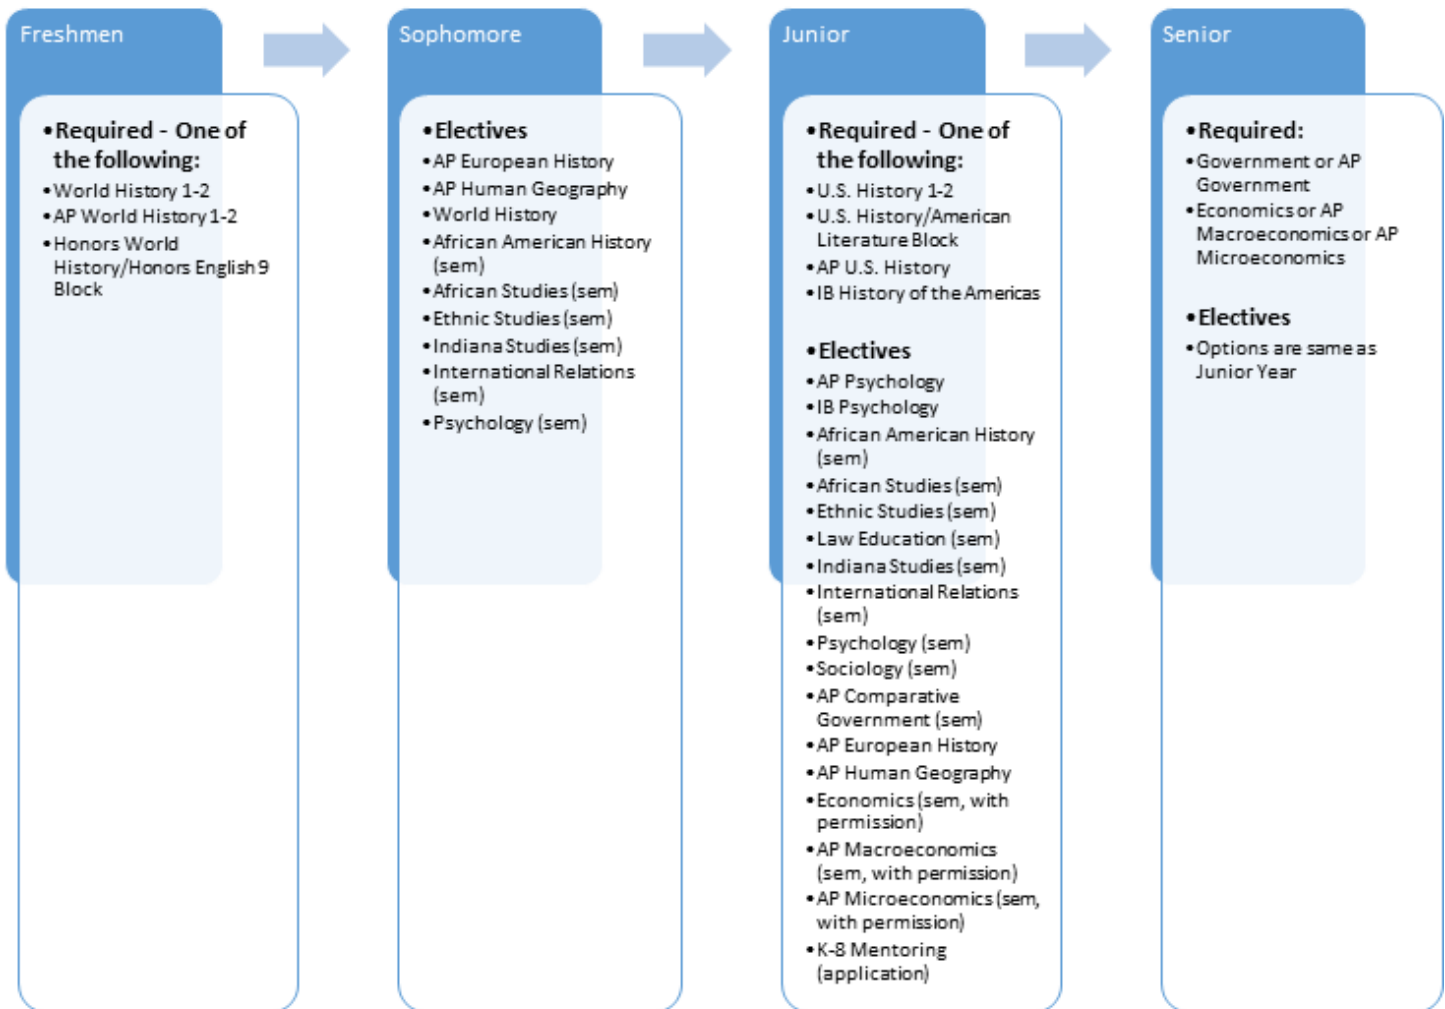 Freshmen
•Required - One of
the following:
•World History 1-2
•AP World History 1-2
•Honors World
History/Honors English 9
Block
Sophomore
•Electives
•AP European History
•AP Human Geography
•World History
•African American History
(sem)
•African Studies (sem)
•Ethnic Studies (sem)
•Indiana Studies (sem)
•International Relations
(sem)
•Psychology (sem)
Junior
•Required - One of
the following:
•U.S. History 1-2
•U.S. History/American
Literature Block
•AP U.S. History
•IB History of the Americas
•Electives
•AP Psychology
•IB Psychology
•African American History
(sem)
•African Studies (sem)
•Ethnic Studies (sem)
•Law Education (sem)
•Indiana Studies (sem)
•International Relations
(sem)
•Psychology (sem)
•Sociology (sem)
•AP Comparative
Government (sem)
•AP European History
•AP Human Geography
•Economics (sem, with
permission)
•AP Macroeconomics
(sem, with permission)
•AP Microeconomics (sem,
with permission)
•K-8 Mentoring
(application)
Senior
•Required:
•Government or AP
Government
•Economics or AP
Macroeconomics or AP
Microeconomics
•Electives
•Options are same as
Junior Year